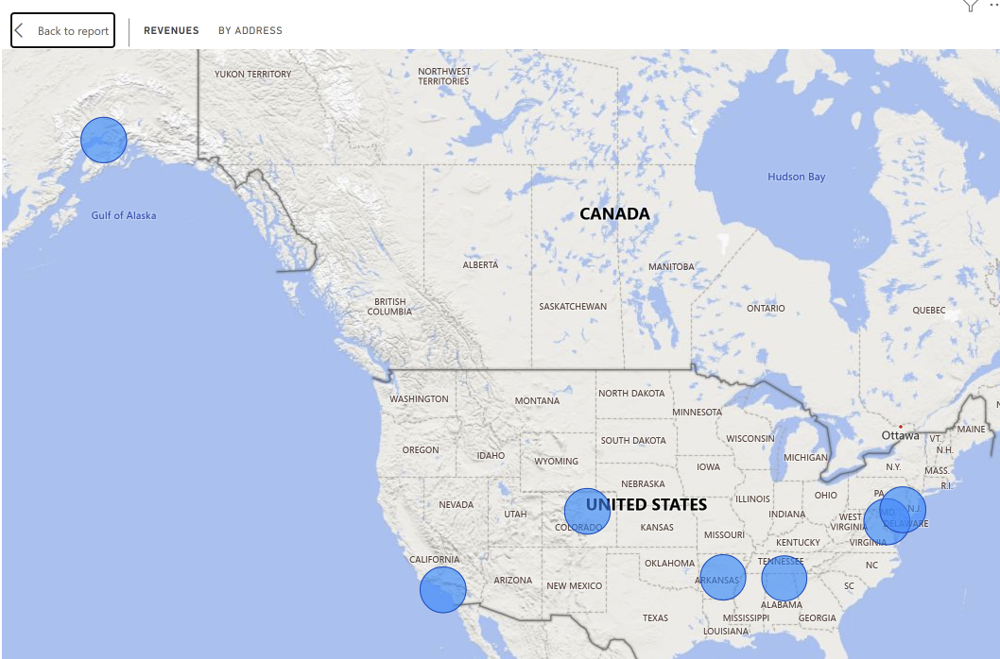 Back to report
REVENUES BY ADDRESS
YUKON TERRITORY
NORTHWEST
TERRITORIES
Hudson Bay
Gulf of Alaska
CANADA
ALBERTA
MANITOBA
BRITISH
COLUMBIA
SASKATCHEWAN
ONTARIO
QUEBEC
WASHINGTON
MONTANA
NORTH DAKOTA
MINNESOTA
MAINE
OREGON
IDAHO
WYOMING
SOUTH DAKOTA
WISCONSIN
MICHIGAN
Ottawa
VT.
N.H.
N.Y.
MASS.
R.I.
IOWA
NEBRASKA
NEVADA
UTAH
COLORADO
UNITED STATES
KANSAS
ILLINOIS
INDIANA
OHIO
PA
N.J.
MD
DELAWARE
WEST
VIRGINIA
VIRGINIA
MISSOURI
KENTUCKY
CALIFORNIA
ARIZONA
NEW MEXICO
OKLAHOMA
ARKANSAS
TENNESSEE
NC
SC
TEXAS
LOUISIANA
MISSISSIPPI
ALABAMA
GEORGIA